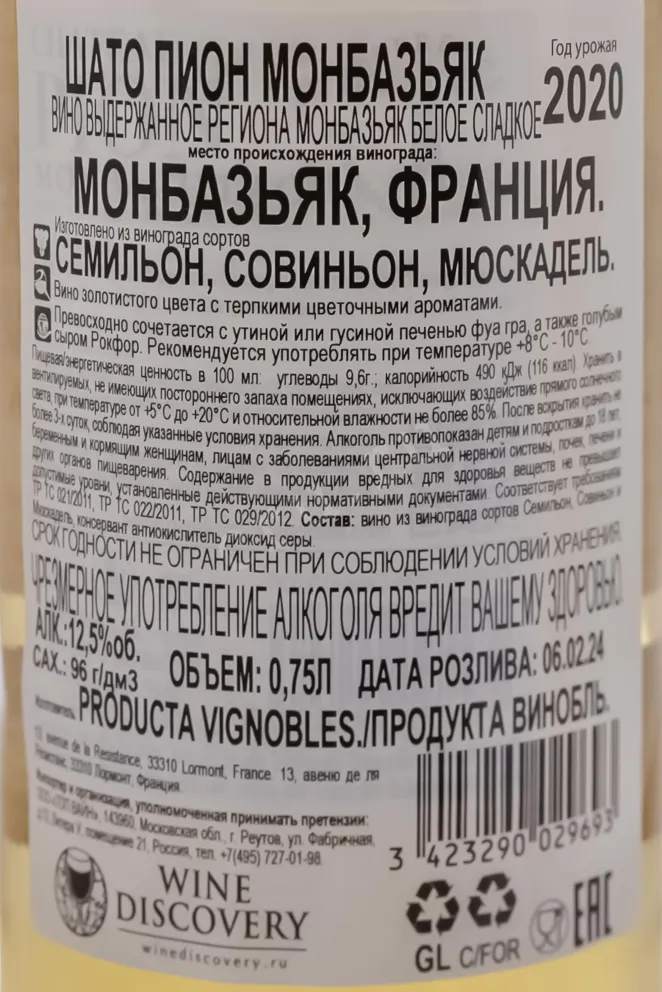 ШАТО ПИОН МОНБАЗЬЯК
Год урожая
2020
ВИНО ВЫДЕРЖАННОЕ РЕГИОНА МОНБАЗЬЯК БЕЛОЕ СЛАДКОЕ
место происхождения винограда:
МОНБАЗЬЯК, ФРАНЦИЯ.
Изготовлено из винограда сортов
СЕМИЛЬОН, СОВИНЬОН, МЮСКАДЕЛЬ.
Вино золотистого цвета с терпкими цветочными ароматами.
Превосходно сочетается с утиной или гусиной печенью фуа гра, а также голубым
Сыром Рокфор. Рекомендуется употреблять при температуре +8°C - 10°C
Пищевая/энергетическая ценность в 100 мл: углеводы 9,6г.; калорийность 490 кДж (116 ккал). Хранить в
вентилируемых, не имеющих постороннего запаха помещениях, исключающих воздействие прямого солнечного
света, при температуре от +5°C до +20°C и относительной влажности не более 85%. После вскрытия хранить не
более 3-х суток, соблюдая указанные условия хранения. Алкоголь противопоказан детям и подросткам до 18 лет,
беременным и кормящим женщинам, лицам с заболеваниями центральной нервной системы, почек, печени и
других органов пищеварения. Содержание в продукции вредных для здоровья веществ не превышает
допустимые уровни, установленные действующими нормативными документами. Соответствует требованиям
ТР ТС 021/2011, ТР ТС 022/2011, ТР ТС 029/2012. Состав: вино из винограда сортов Семильон, Совиньон и
Мюскадель, консервант антиокислитель диоксид серы.
СРОК ГОДНОСТИ НЕ ОГРАНИЧЕН ПРИ СОБЛЮДЕНИИ УСЛОВИЙ ХРАНЕНИЯ.
ЧРЕЗМЕРНОЕ УПОТРЕБЛЕНИЕ АЛКОГОЛЯ ВРЕДИТ ВАШЕМУ ЗДОРОВЬЮ.
АЛК.:12,5%об.
САХ.: 96 г/дм3
ОБЪЕМ: 0,75Л
ДАТА РОЗЛИВА: 06.02.24
Изготовитель: PRODUCTA VIGNOBLES./ПРОДУКТА ВИНОБЛЬ.
avenue de la Resistance, 33310 Lormont, France. 13, авеню де ля
Резистанс, 33310 Лормонт, Франция.
Импортер и организация, уполномоченная принимать претензии:
ООО «ТОП ВАЙН», 143960, Московская обл., г. Реутов, ул. Фабричная,
помещение 21, Россия, тел. +7(495) 727-01-98.
3 423290 029693
WINE
DISCOVERY
winediscovery.ru
GL C/FOR
EAC